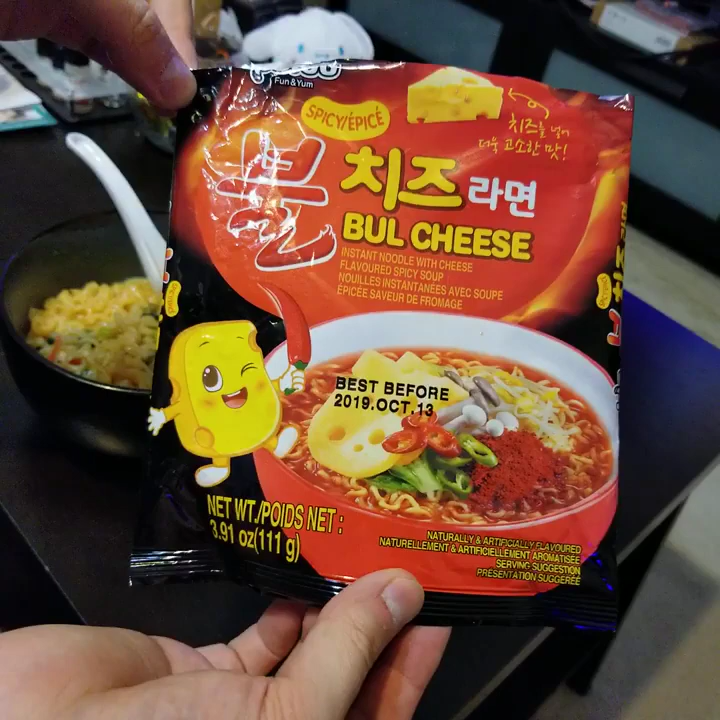 Fun & Yum
SPICY/ÉPICÉ
치즈를 넣어
더욱 고소한 맛!
불
치즈 라면
BUL CHEESE
INSTANT NOODLE WITH CHEESE
FLAVOURED SPICY SOUP
NOUILLES INSTANTANÉES AVEC SOUPE
ÉPICÉE SAVEUR DE FROMAGE
BEST BEFORE
2019.OCT.13
NET WT./POIDS NET :
3.91 oz(111 g)
NATURALLY & ARTIFICIALLY FLAVOURED
NATURELLEMENT & ARTIFICIELLEMENT AROMATISÉE
SERVING SUGGESTION
PRÉSENTATION SUGGÉRÉE